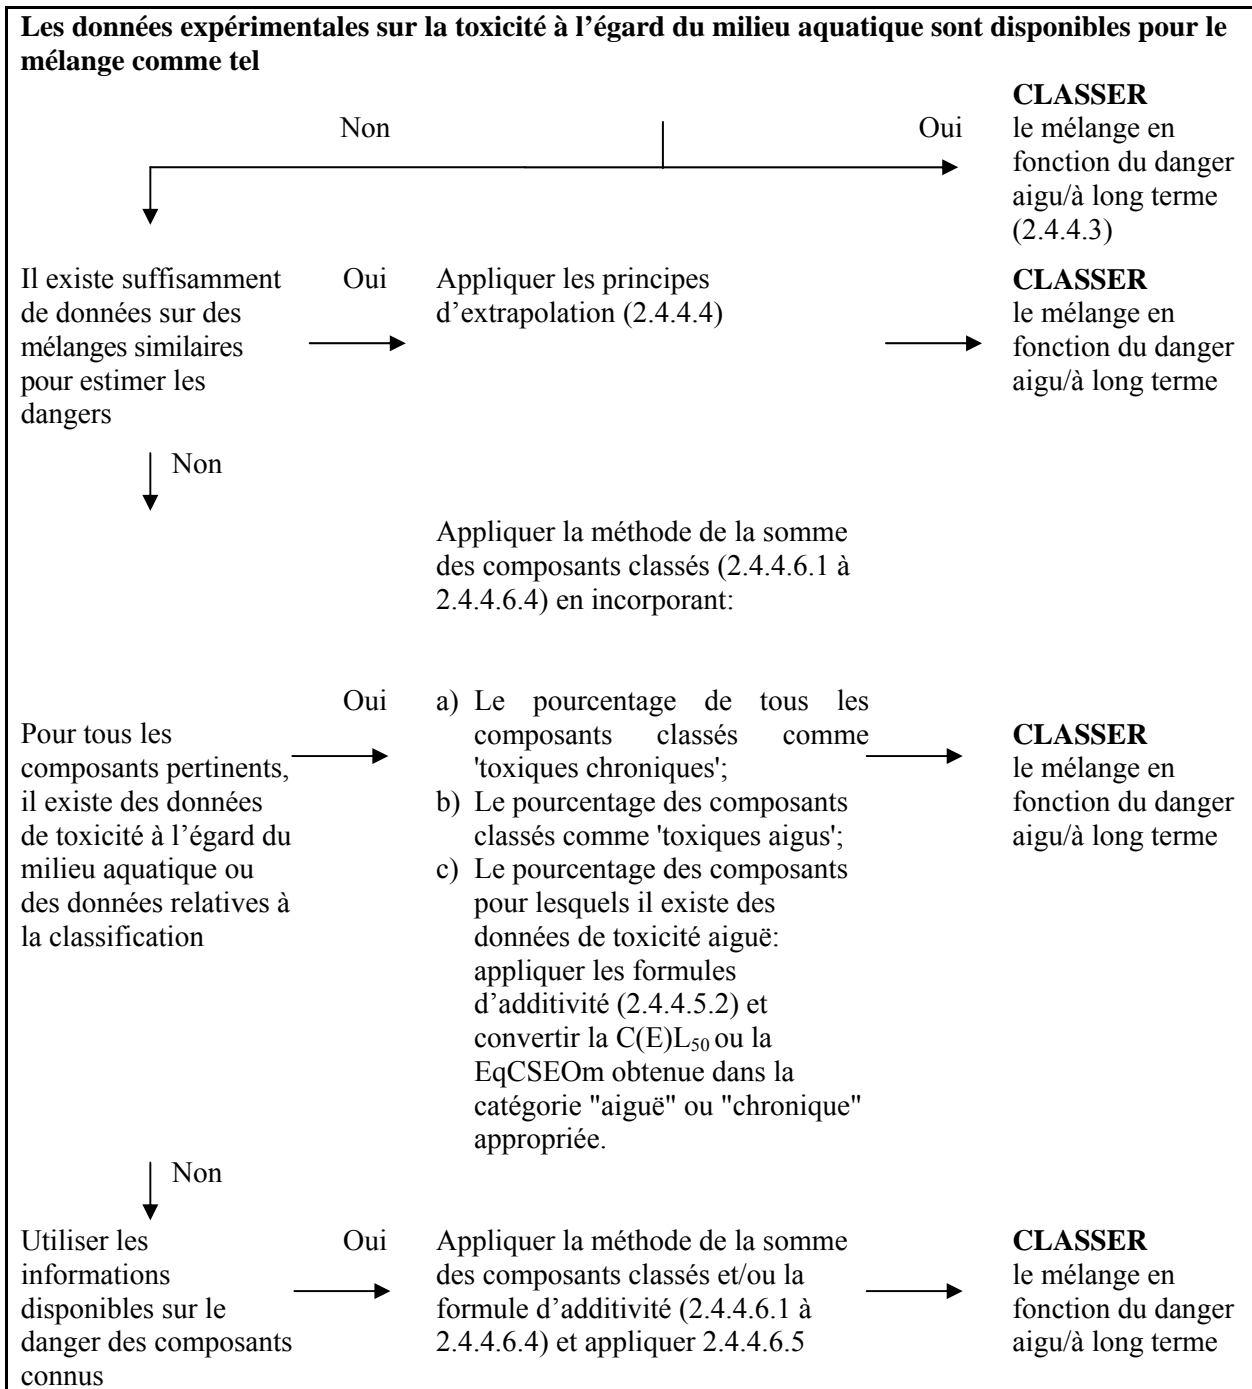 Les données expérimentales sur la toxicité à l’égard du milieu aquatique sont disponibles pour le
mélange comme tel
Non
Oui
CLASSER
le mélange en
fonction du danger
aigu/à long terme
(2.4.4.3)
Il existe suffisamment
de données sur des
mélanges similaires
pour estimer les
dangers
Oui
Appliquer les principes
d’extrapolation (2.4.4.4)
CLASSER
le mélange en
fonction du danger
aigu/à long terme
Non
Appliquer la méthode de la somme
des composants classés (2.4.4.6.1 à
2.4.4.6.4) en incorporant:
Pour tous les
composants pertinents,
il existe des données
de toxicité à l’égard du
milieu aquatique ou
des données relatives à
la classification
Oui
a) Le pourcentage de tous les
composants classés comme
'toxiques chroniques';
b) Le pourcentage des composants
classés comme 'toxiques aigus';
c) Le pourcentage des composants
pour lesquels il existe des
données de toxicité aiguë:
appliquer les formules
d’additivité (2.4.4.5.2) et
convertir la C(E)L50 ou la
EqCSEOm obtenue dans la
catégorie "aiguë" ou "chronique"
appropriée.
CLASSER
le mélange en
fonction du danger
aigu/à long terme
Non
Utiliser les
informations
disponibles sur le
danger des composants
connus
Oui
Appliquer la méthode de la somme
des composants classés et/ou la
formule d’additivité (2.4.4.6.1 à
2.4.4.6.4) et appliquer 2.4.4.6.5
CLASSER
le mélange en
fonction du danger
aigu/à long terme